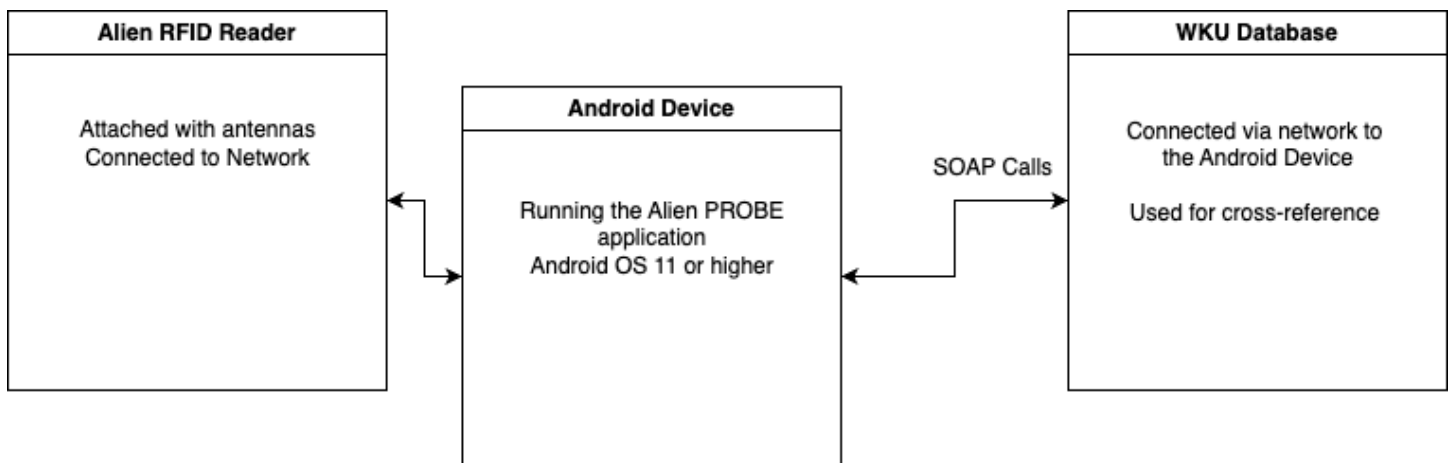 Alien RFID Reader
Attached with antennas
Connected to Network
Android Device
Running the Alien PROBE
application
Android OS 11 or higher
SOAP Calls
WKU Database
Connected via network to
the Android Device
Used for cross-reference